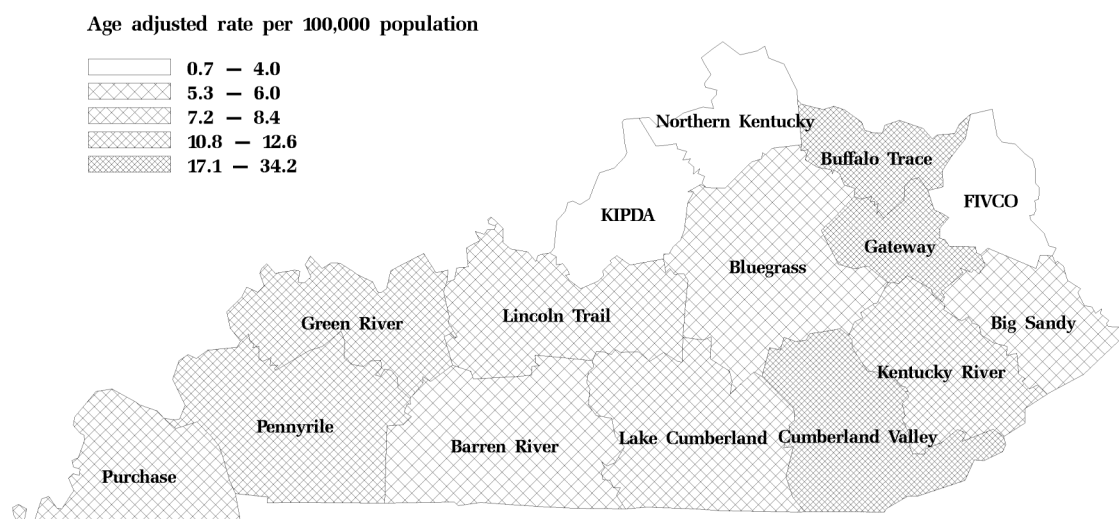 Age adjusted rate per 100,000 population
0.7 – 4.0
5.3 – 6.0
7.2 – 8.4
10.8 – 12.6
17.1 – 34.2
Northern Kentucky
Buffalo Trace
KIPDA
FIVCO
Gateway
Bluegrass
Green River
Lincoln Trail
Big Sandy
Kentucky River
Pennyrile
Barren River
Lake Cumberland
Cumberland Valley
Purchase